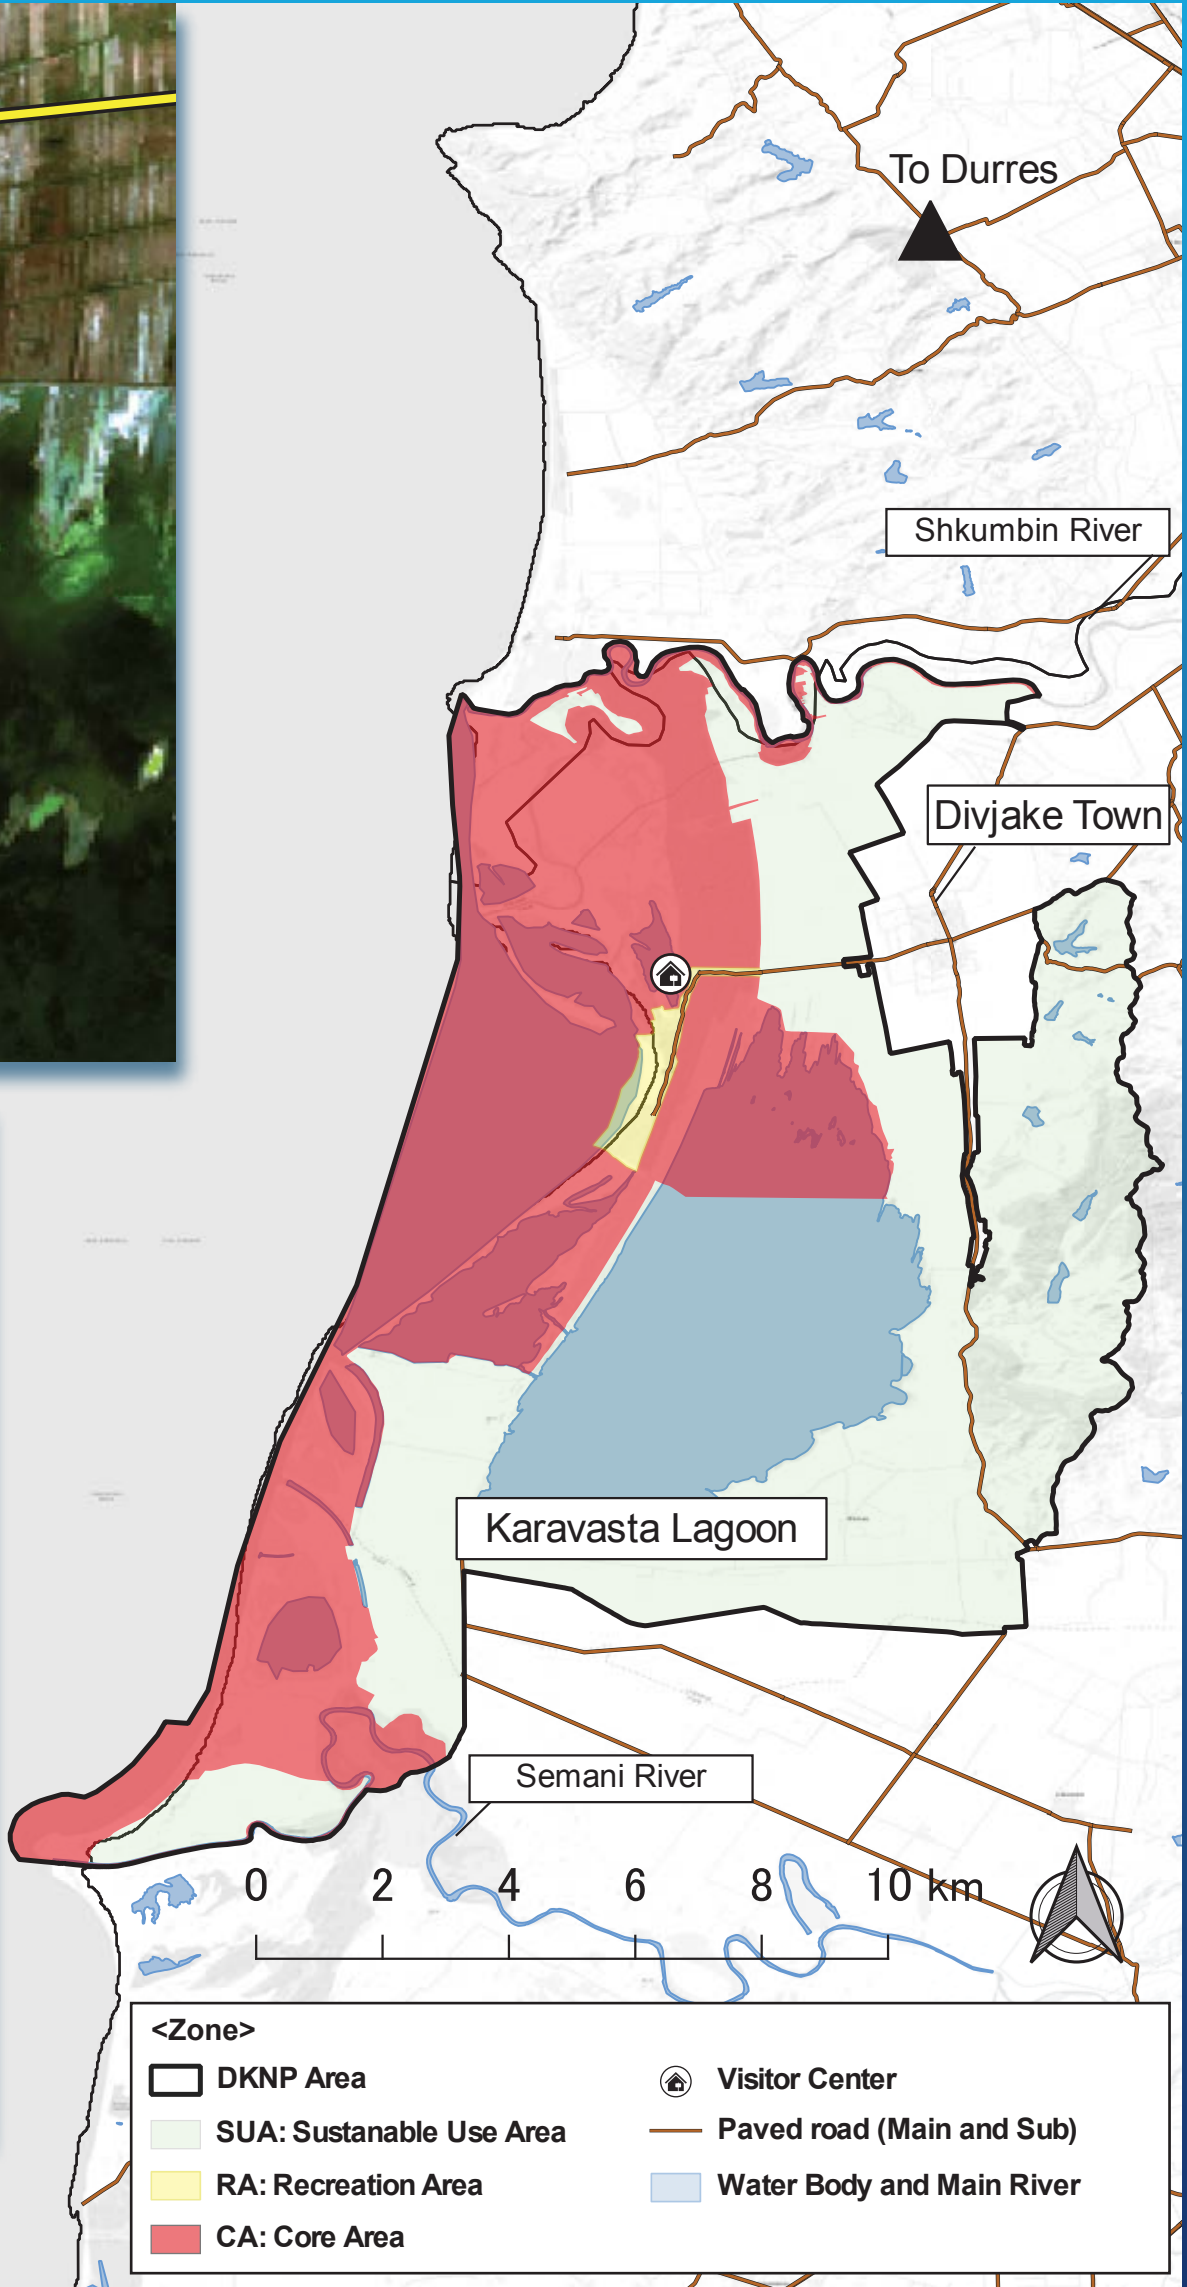 To Durres
Shkumbin River
Divjake Town
Karavasta Lagoon
Semani River
0 2 4 6 8 10 km
<Zone>
DKNP Area
SUA: Sustanable Use Area
RA: Recreation Area
CA: Core Area
Visitor Center
Paved road (Main and Sub)
Water Body and Main River